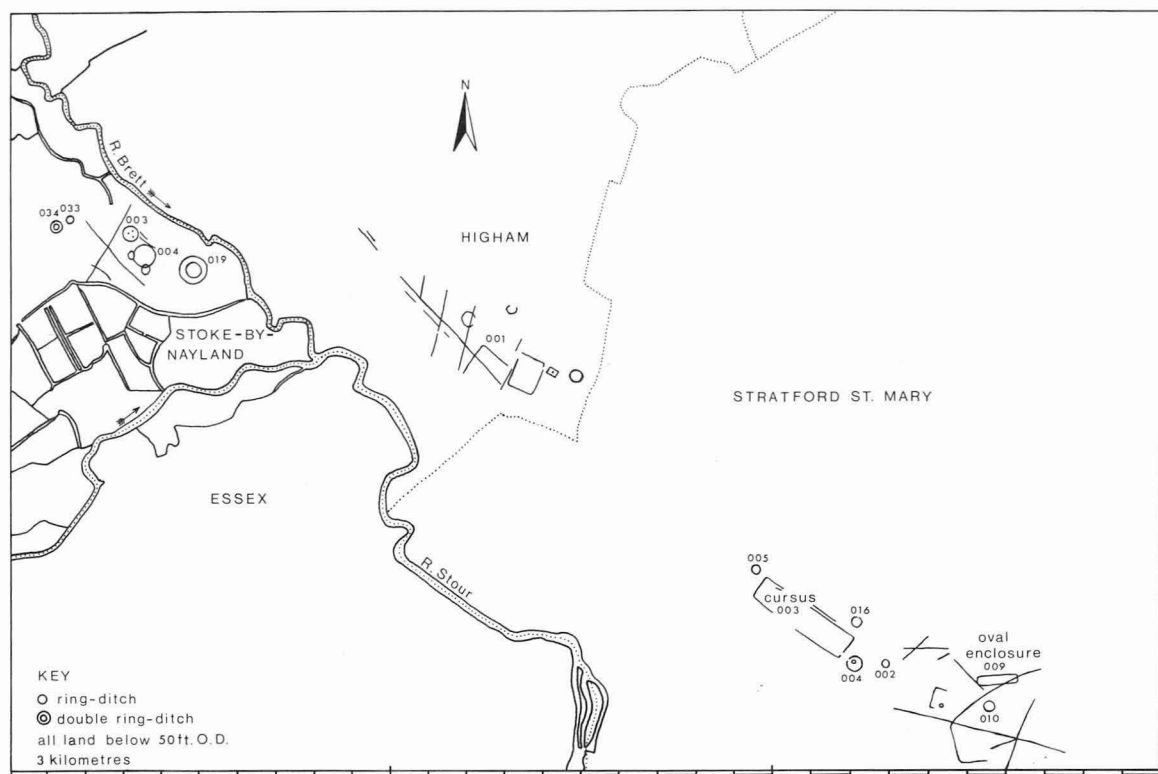 N
R. Brett
034
033
003
004
019
HIGHAM
STOKE-BY-
NAYLAND
001
STRATFORD ST. MARY
ESSEX
R. Stour
005
cursus
003
016
004
002
oval
enclosure
009
010
KEY
ring-ditch
double ring-ditch
all land below 50ft. O.D.
3 kilometres